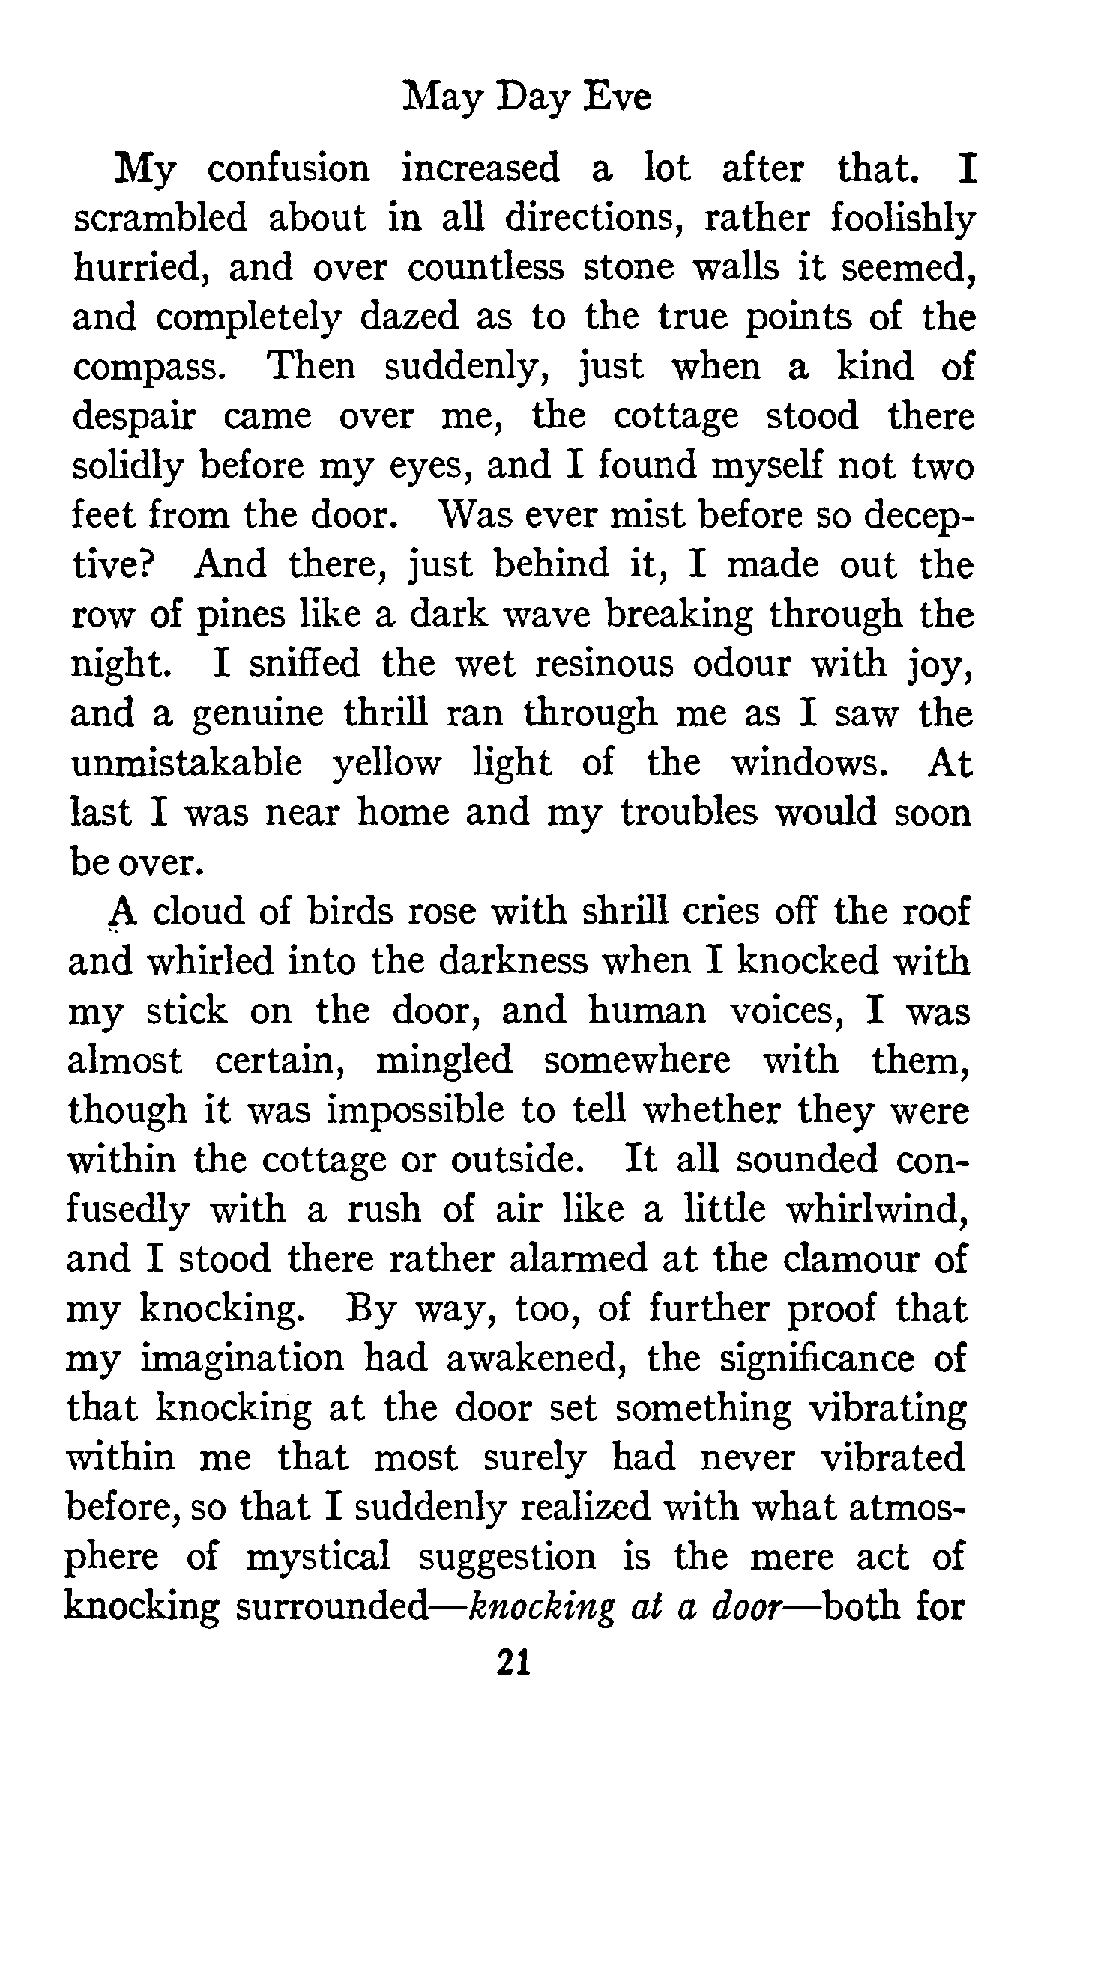 May Day Eve
My confusion increased a lot after that. I
scrambled about in all directions, rather foolishly
hurried, and over countless stone walls it seemed,
and completely dazed as to the true points of the
compass. Then suddenly, just when a kind of
despair came over me, the cottage stood there
solidly before my eyes, and I found myself not two
feet from the door. Was ever mist before so decep-
tive? And there, just behind it, I made out the
row of pines like a dark wave breaking through the
night. I sniffed the wet resinous odour with joy,
and a genuine thrill ran through me as I saw the
unmistakable yellow light of the windows. At
last I was near home and my troubles would soon
be over.
A cloud of birds rose with shrill cries off the roof
and whirled into the darkness when I knocked with
my stick on the door, and human voices, I was
almost certain, mingled somewhere with them,
though it was impossible to tell whether they were
within the cottage or outside. It all sounded con-
fusedly with a rush of air like a little whirlwind,
and I stood there rather alarmed at the clamour of
my knocking. By way, too, of further proof that
my imagination had awakened, the significance of
that knocking at the door set something vibrating
within me that most surely had never vibrated
before, so that I suddenly realized with what atmos-
phere of mystical suggestion is the mere act of
knocking surrounded—knocking at a door—both for
21